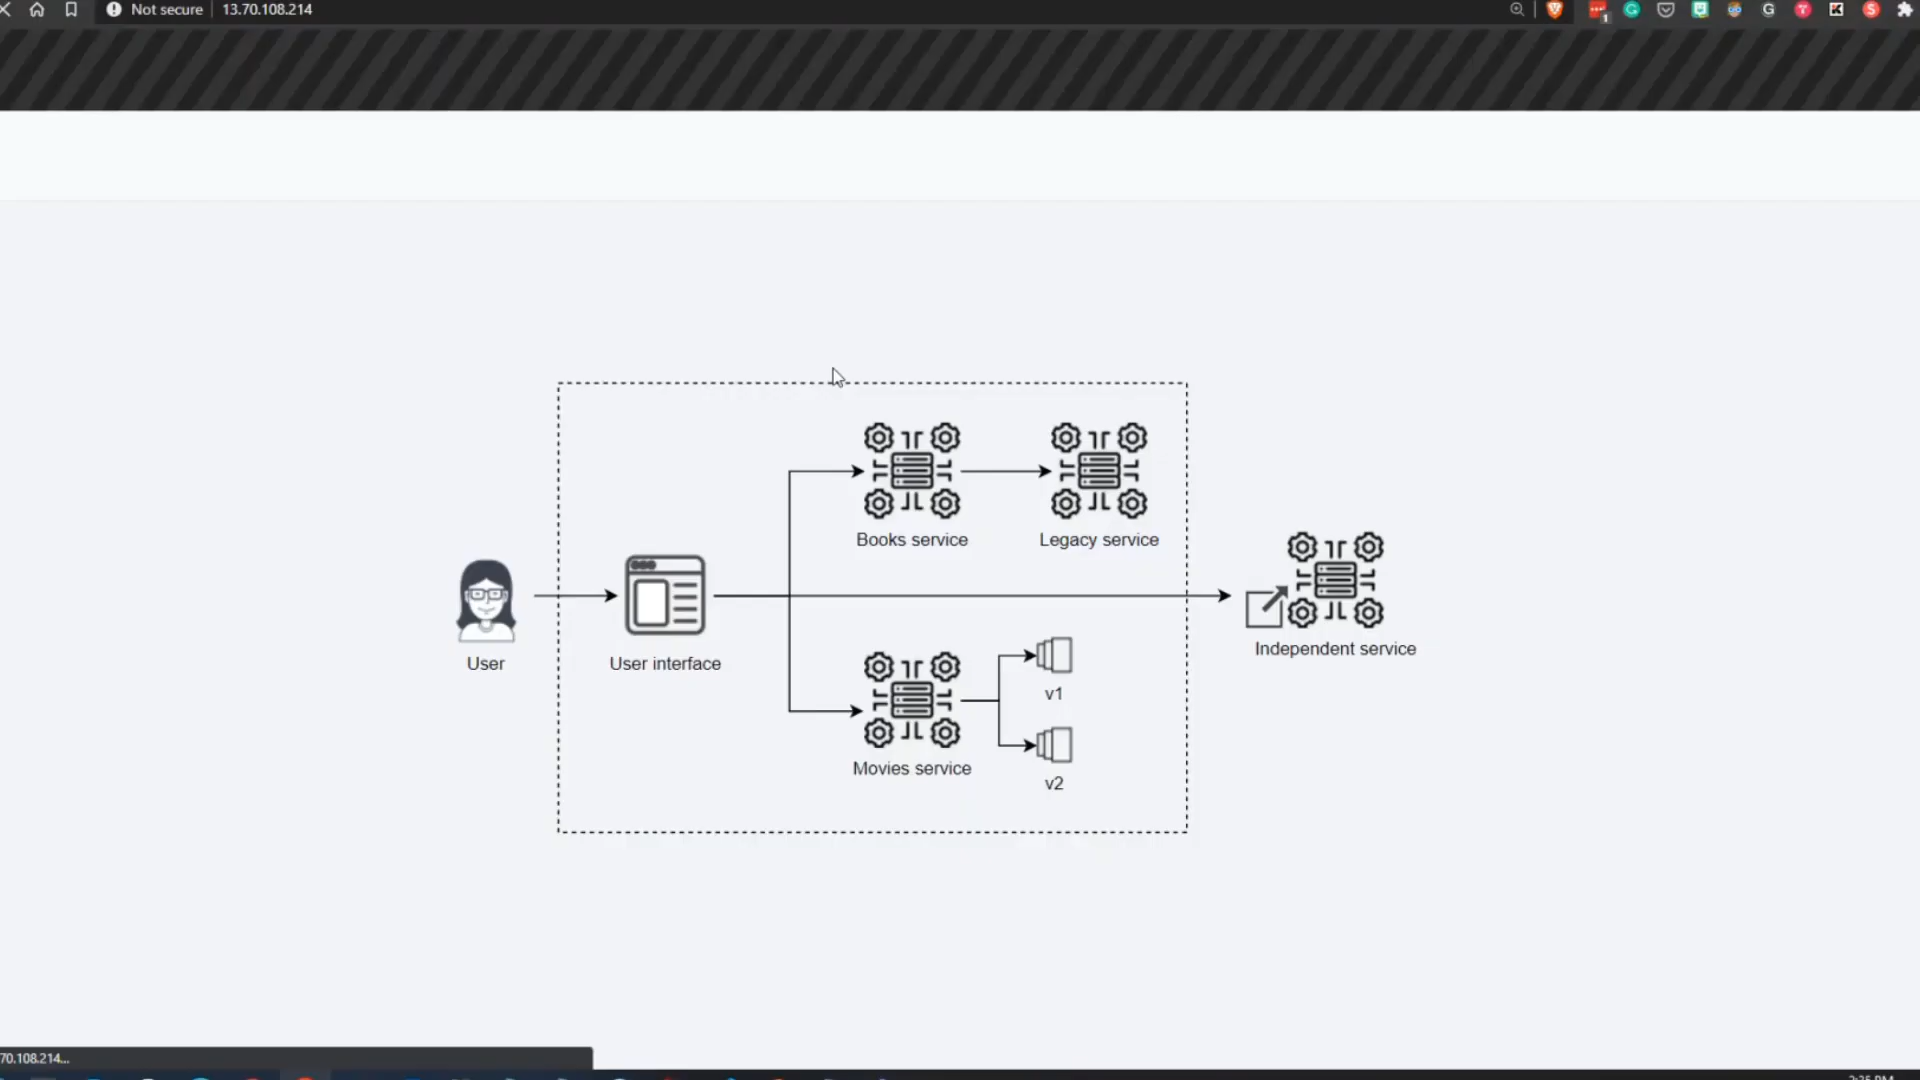 Not secure
13.70.108.214
1
Books service
Legacy service
User
User interface
Independent service
v1
Movies service
v2
70.108.214...